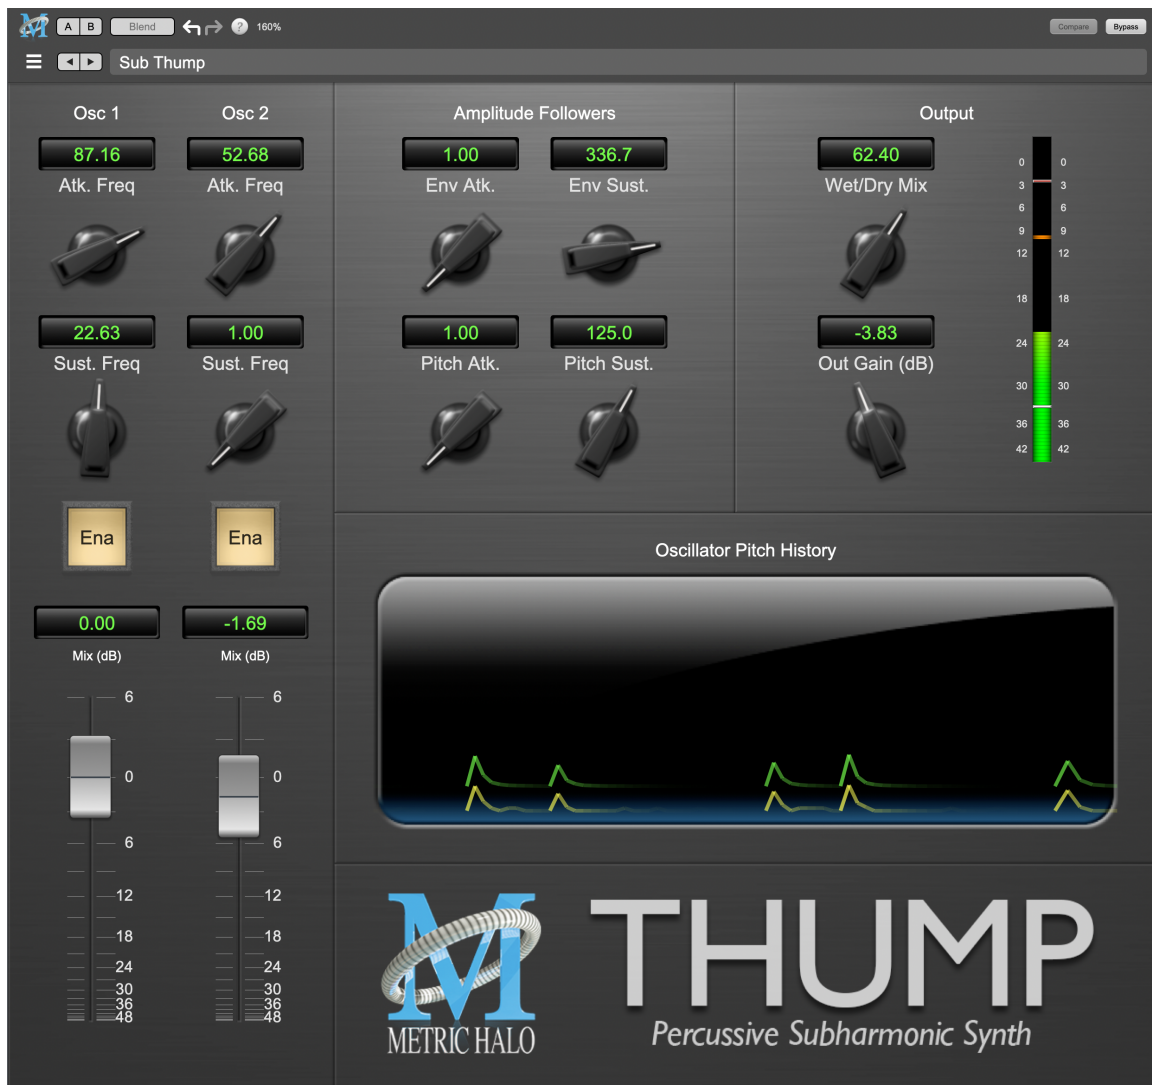 A B Blend ? 160% Compare Bypass
Sub Thump
Osc 1 Osc 2 Amplitude Followers Output
87.16 52.68 1.00 336.7 62.40
Atk. Freq Atk. Freq Env Atk. Env Sust. Wet/Dry Mix
22.63 1.00 1.00 125.0 -3.83
Sust. Freq Sust. Freq Pitch Atk. Pitch Sust. Out Gain (dB)
0 0
3 3
6 6
9 9
12 12
18 18
24 24
30 30
36 36
42 42
Ena Ena
0.00 -1.69
Mix (dB) Mix (dB)
6 6
0 0
6 6
12 12
18 18
24 24
30 30
36 36
48 48
Oscillator Pitch History
M
METRIC HALO
THUMP
Percussive Subharmonic Synth